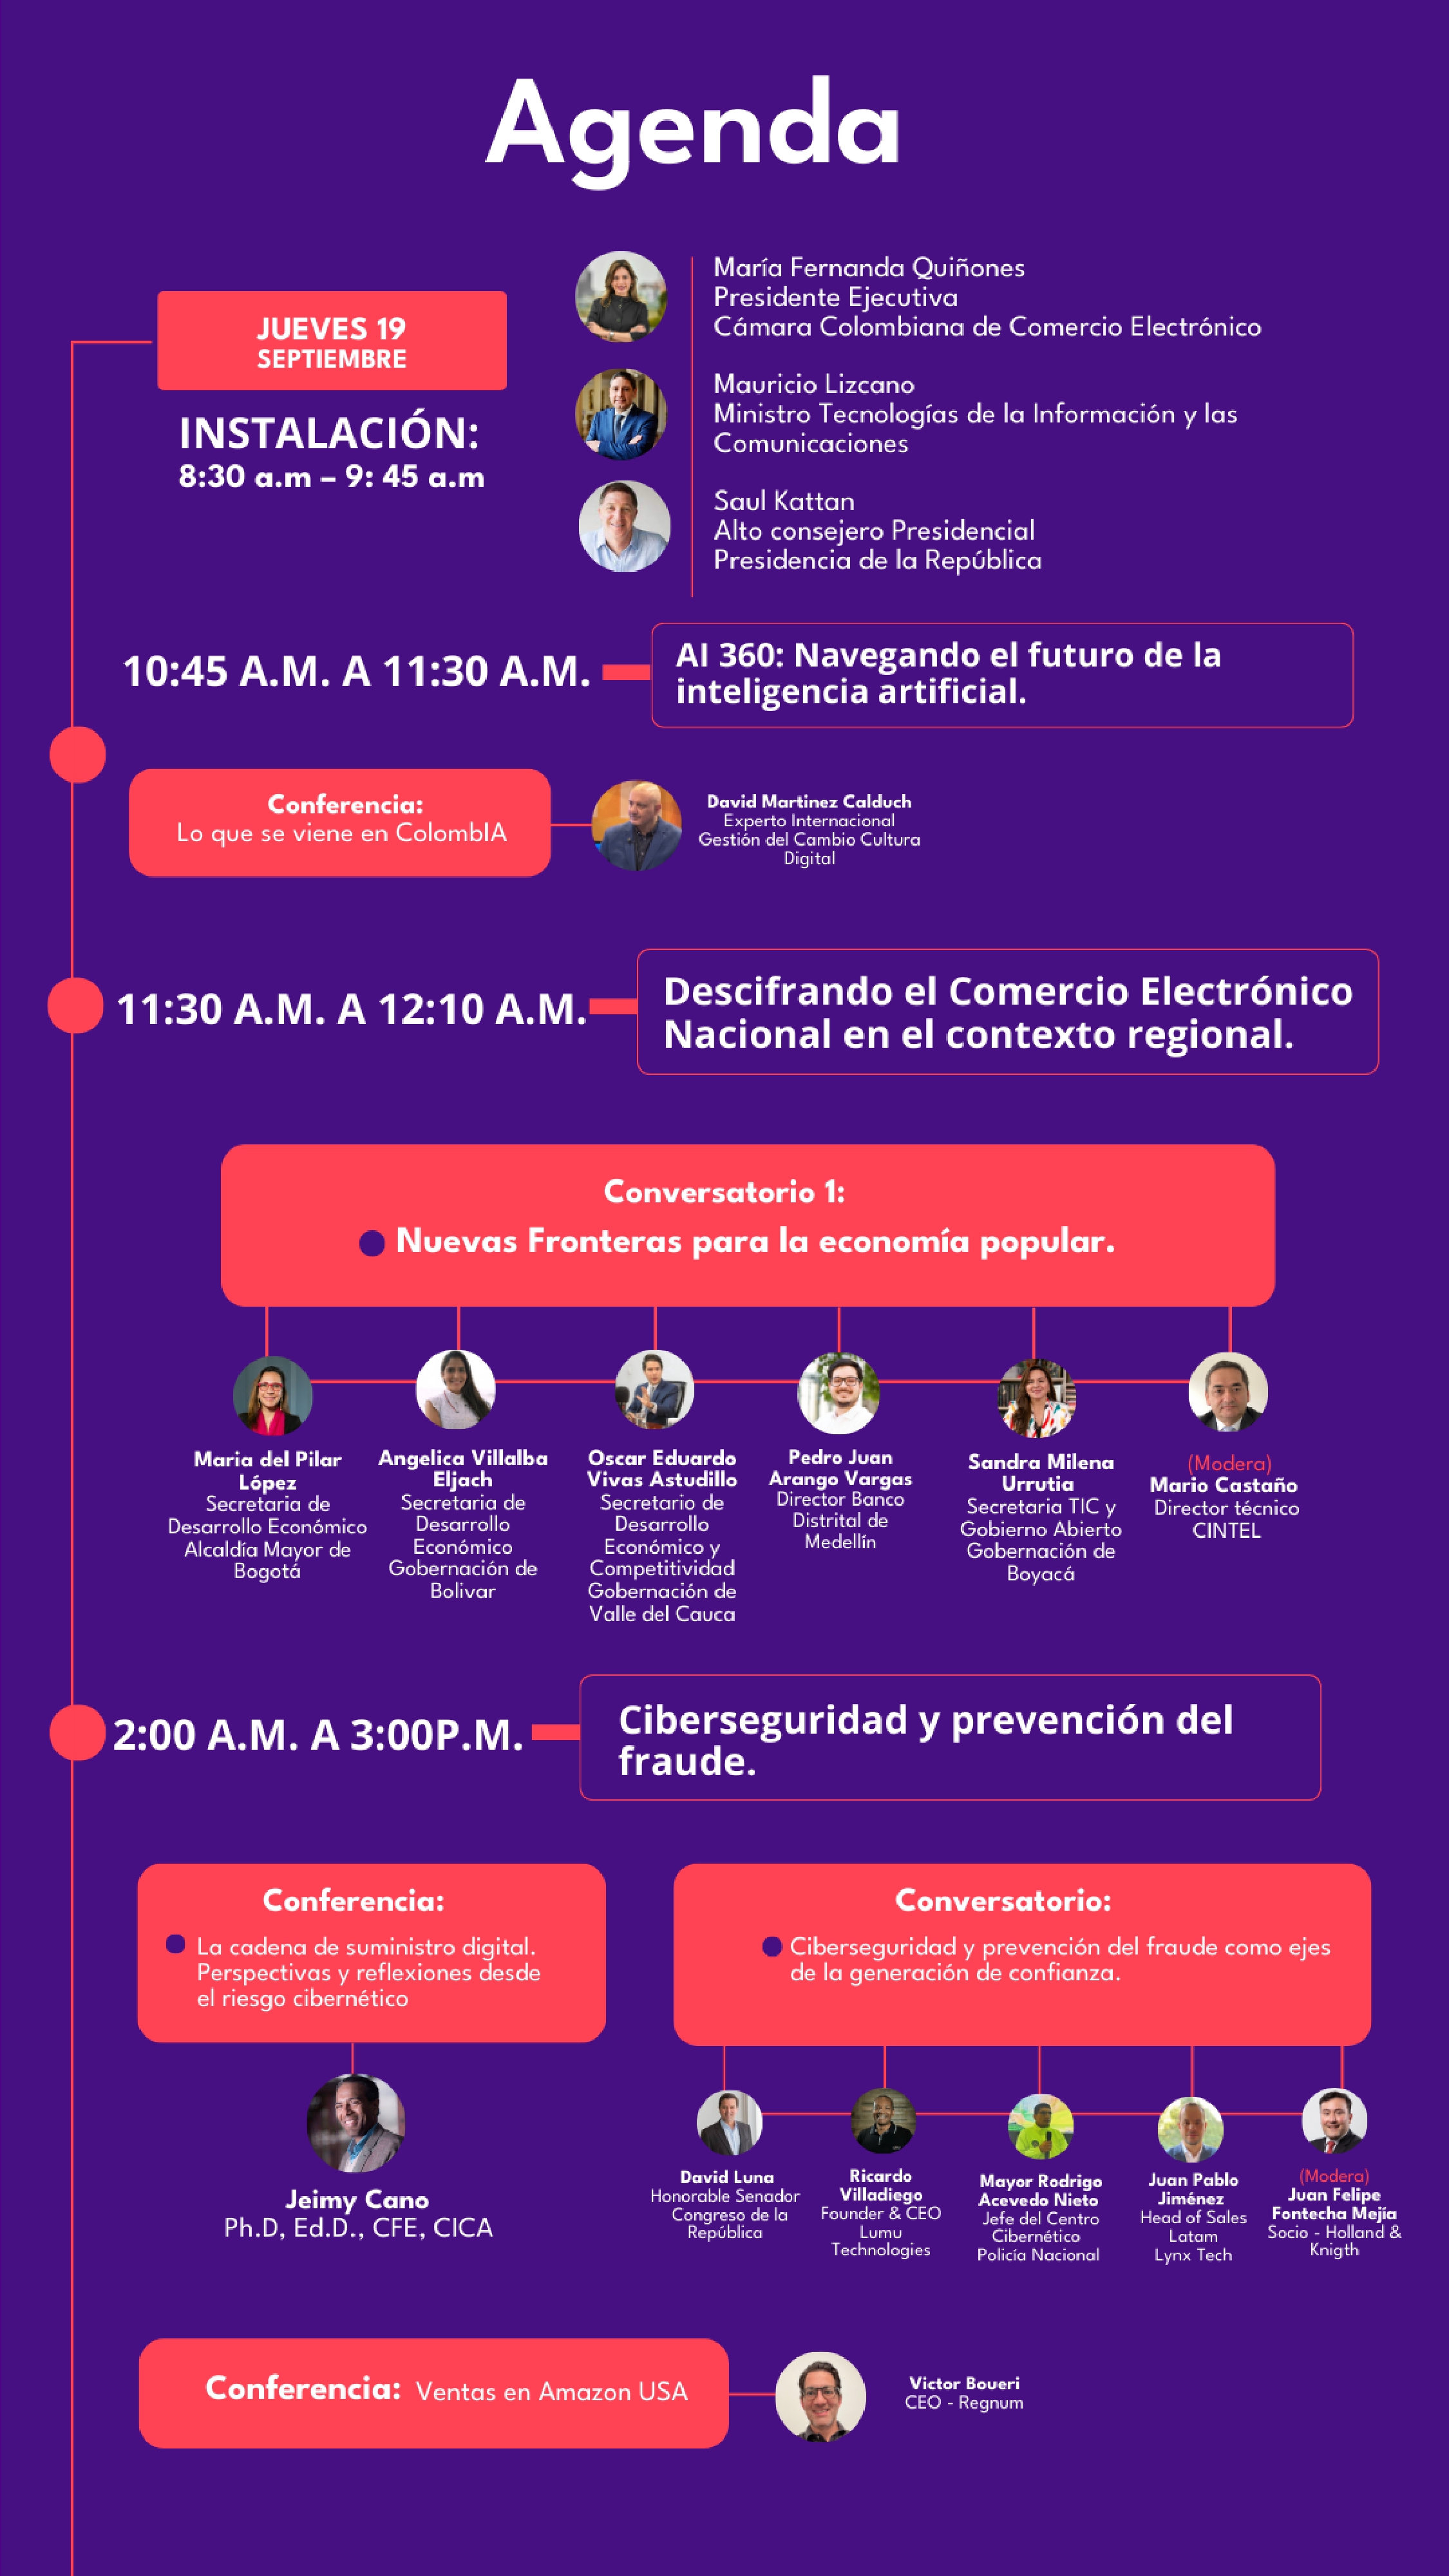 Agenda
JUEVES 19
SEPTIEMBRE
INSTALACIÓN:
8:30 a.m – 9: 45 a.m
María Fernanda Quiñones
Presidente Ejecutiva
Cámara Colombiana de Comercio Electrónico
Mauricio Lizcano
Ministro Tecnologías de la Información y las
Comunicaciones
Saul Kattan
Alto consejero Presidencial
Presidencia de la República
10:45 A.M. A 11:30 A.M.
AI 360: Navegando el futuro de la
inteligencia artificial.
Conferencia:
Lo que se viene en ColombIA
David Martinez Calduch
Experto Internacional
Gestión del Cambio Cultura
Digital
11:30 A.M. A 12:10 A.M.
Descifrando el Comercio Electrónico
Nacional en el contexto regional.
Conversatorio 1:
Nuevas Fronteras para la economía popular.
Maria del Pilar
López
Secretaria de
Desarrollo Económico
Alcaldía Mayor de
Bogotá
Angelica Villalba
Eljach
Secretaria de
Desarrollo
Económico
Gobernación de
Bolivar
Oscar Eduardo
Vivas Astudillo
Secretario de
Desarrollo
Económico y
Competitividad
Gobernación de
Valle del Cauca
Pedro Juan
Arango Vargas
Director Banco
Distrital de
Medellín
Sandra Milena
Urrutia
Secretaria TIC y
Gobierno Abierto
Gobernación de
Boyacá
(Modera)
Mario Castaño
Director técnico
CINTEL
2:00 A.M. A 3:00P.M.
Ciberseguridad y prevención del
fraude.
Conferencia:
La cadena de suministro digital.
Perspectivas y reflexiones desde
el riesgo cibernético
Jeimy Cano
Ph.D, Ed.D., CFE, CICA
Conversatorio:
Ciberseguridad y prevención del fraude como ejes
de la generación de confianza.
David Luna
Honorable Senador
Congreso de la
República
Ricardo
Villadiego
Founder & CEO
Lumu
Technologies
Mayor Rodrigo
Acevedo Nieto
Jefe del Centro
Cibernético
Policía Nacional
Juan Pablo
Jiménez
Head of Sales
Latam
Lynx Tech
(Modera)
Juan Felipe
Fontecha Mejía
Socio - Holland &
Knigth
Conferencia: Ventas en Amazon USA
Victor Boueri
CEO - Regnum